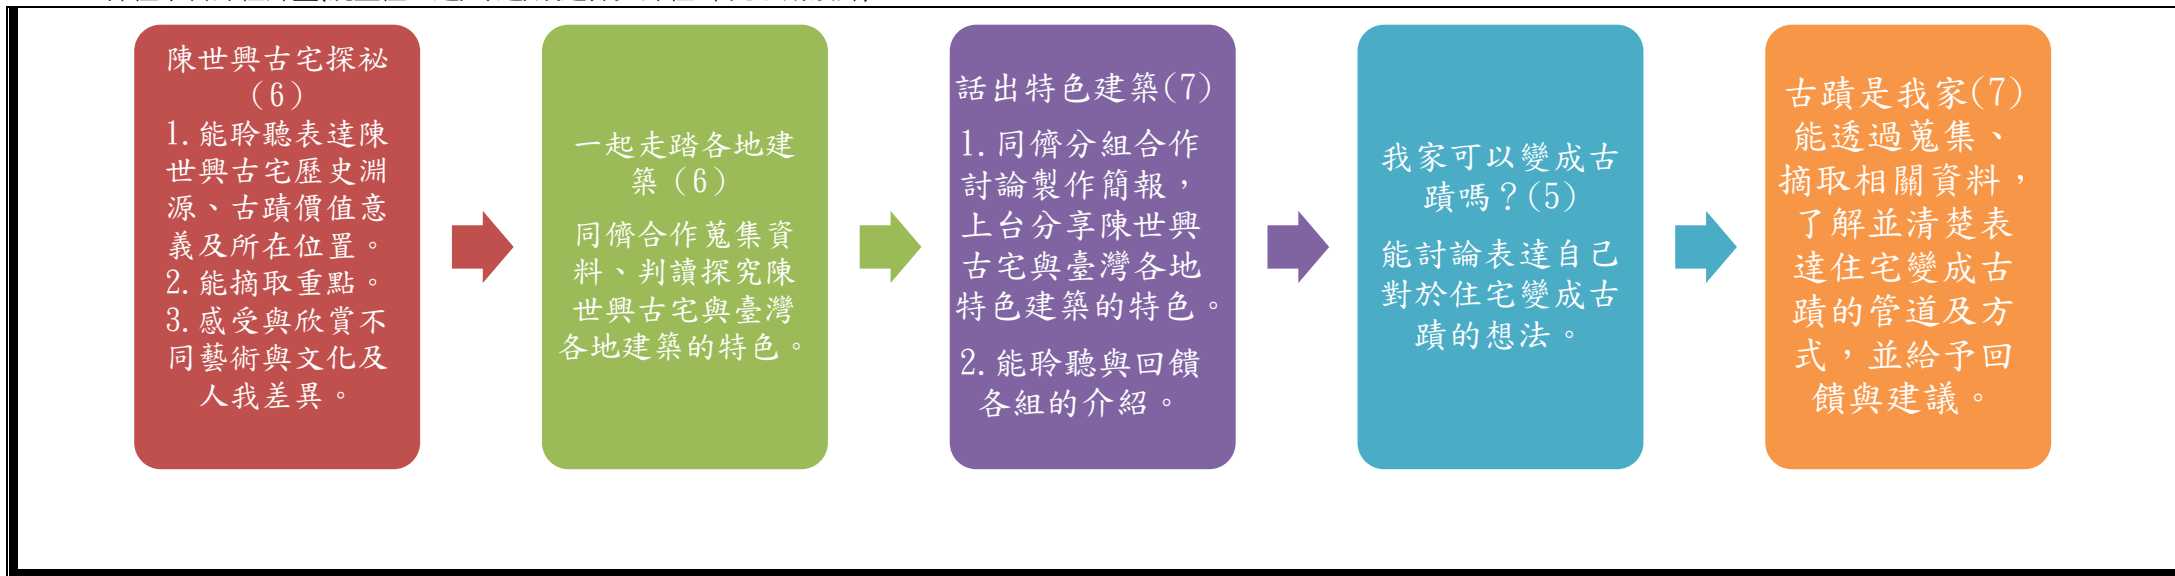 陳世興古宅探祕
(6)
1.能聆聽表達陳
世興古宅歷史淵
源、古蹟價值意
義及所在位置。
2.能摘取重點。
3.感受與欣賞不
同藝術與文化及
人我差異。
一起走踏各地建
築（6）
同儕合作蒐集資
料、判讀探究陳
世興古宅與臺灣
各地建築的特色。
話出特色建築(7)
1.同儕分組合作
討論製作簡報，
上台分享陳世興
古宅與臺灣各地
特色建築的特色。
2.能聆聽與回饋
各組的介紹。
我家可以變成古
蹟嗎？(5)
能討論表達自己
對於住宅變成古
蹟的想法。
古蹟是我家(7)
能透過蒐集、
摘取相關資料，
了解並清楚表
達住宅變成古
蹟的管道及方
式，並給予回
饋與建議。